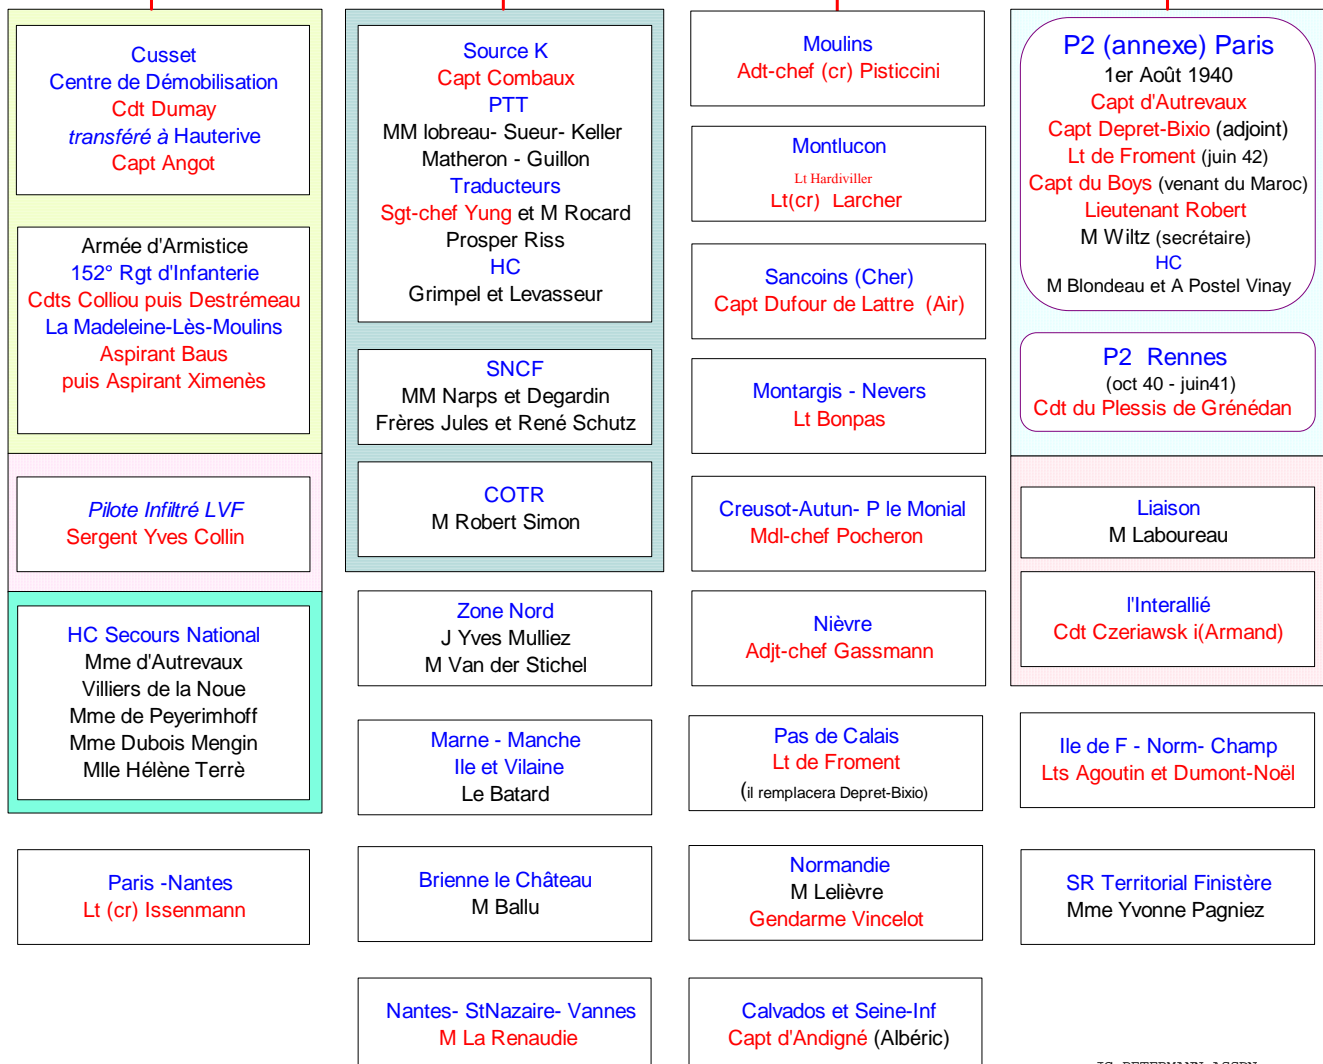 Cusset
Centre de Démobilisation
Cdt Dumay
transféré à Hauterive
Capt Angot
Armée d'Armistice
152° Rgt d'Infanterie
Cdts Colliou puis Destrémeau
La Madeleine-Lès-Moulins
Aspirant Baus
puis Aspirant Ximenès
Pilote Infiltré LVF
Sergent Yves Collin
HC Secours National
Mme d'Autrevaux
Villiers de la Noue
Mme de Peyerimhoff
Mme Dubois Mengin
Mlle Hélène Terrè
Paris -Nantes
Lt (cr) Issenmann
Source K
Capt Combaux
PTT
MM lobreau- Sueur- Keller
Matheron - Guillon
Traducteurs
Sgt-chef Yung et M Rocard
Prosper Riss
HC
Grimpel et Levasseur
SNCF
MM Narps et Degardin
Frères Jules et René Schutz
COTR
M Robert Simon
Zone Nord
J Yves Mulliez
M Van der Stichel
Marne - Manche
Ile et Vilaine
Le Batard
Brienne le Château
M Ballu
Nantes- StNazaire- Vannes
M La Renaudie
Moulins
Adt-chef (cr) Pisticcini
Montlucon
Lt Hardiviller
Lt(cr) Larcher
Sancoins (Cher)
Capt Dufour de Lattre (Air)
Montargis - Nevers
Lt Bonpas
Creusot-Autun- P le Monial
Mdl-chef Pocheron
Nièvre
Adjt-chef Gassmann
Pas de Calais
Lt de Froment
(il remplacera Depret-Bixio)
Normandie
M Lelièvre
Gendarme Vincelot
Calvados et Seine-Inf
Capt d'Andigné (Albéric)
P2 (annexe) Paris
1er Août 1940
Capt d'Autrevaux
Capt Depret-Bixio (adjoint)
Lt de Froment (juin 42)
Capt du Boys (venant du Maroc)
Lieutenant Robert
M Wiltz (secrétaire)
HC
M Blondeau et A Postel Vinay
P2 Rennes
(oct 40 - juin41)
Cdt du Plessis de Grénédan
Liaison
M Laboureau
l'Interallié
Cdt Czeriawsk i(Armand)
Ile de F - Norm- Champ
Lts Agoutin et Dumont-Noël
SR Territorial Finistère
Mme Yvonne Pagniez